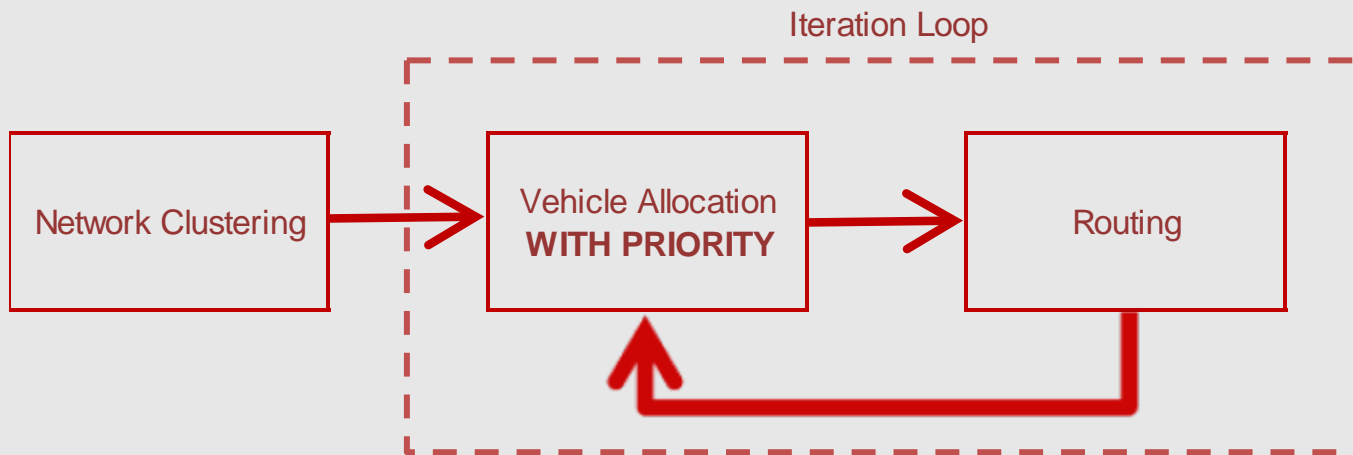 Iteration Loop
Network Clustering
Vehicle Allocation
WITH PRIORITY
Routing